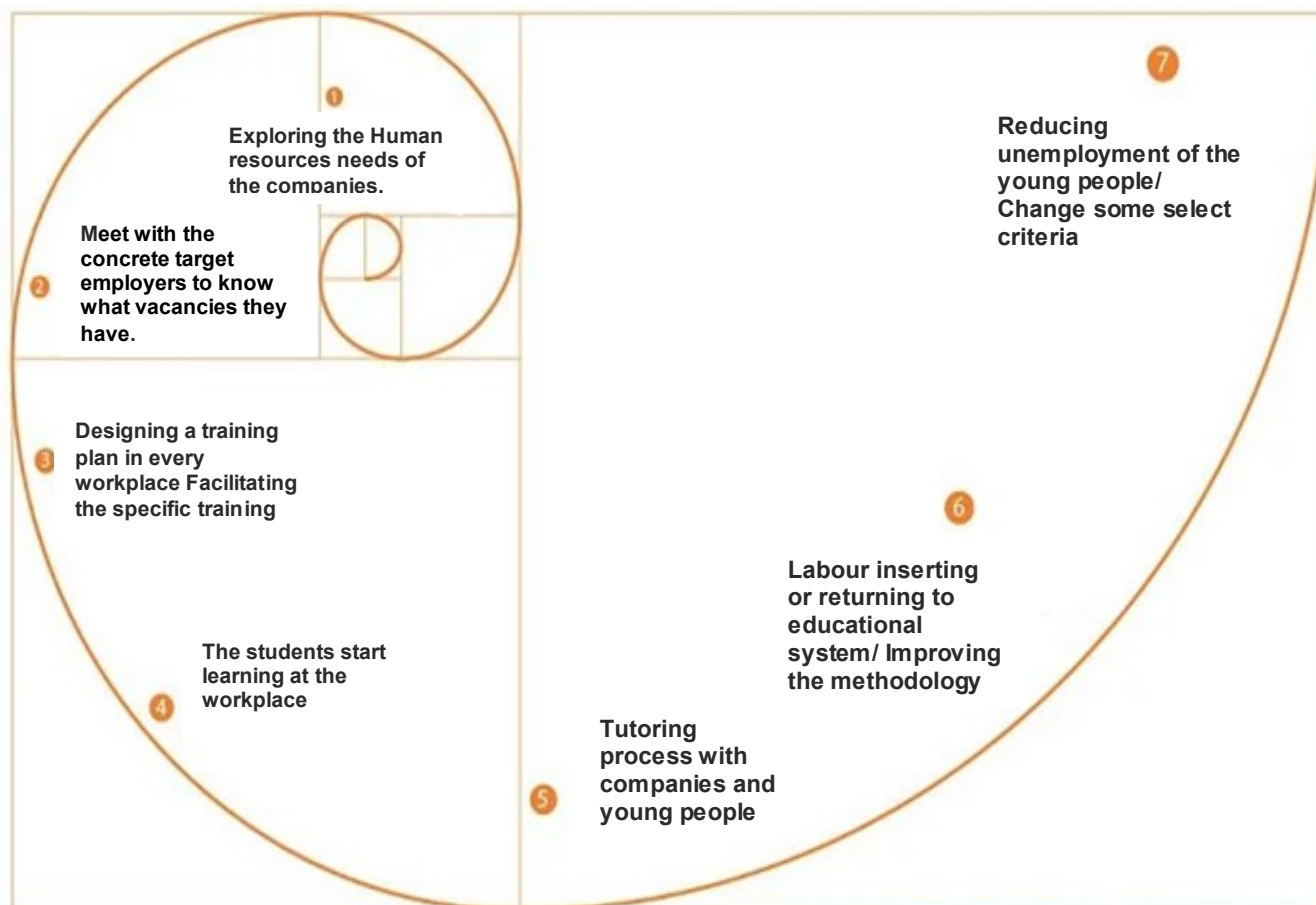 1
Exploring the Human
resources needs of
the companies.
2
Meet with the
concrete target
employers to know
what vacancies they
have.
3
Designing a training
plan in every
workplace Facilitating
the specific training
4
The students start
learning at the
workplace
5
Tutoring
process with
companies and
young people
6
Labour inserting
or returning to
educational
system/ Improving
the methodology
7
Reducing
unemployment of the
young people/
Change some select
criteria